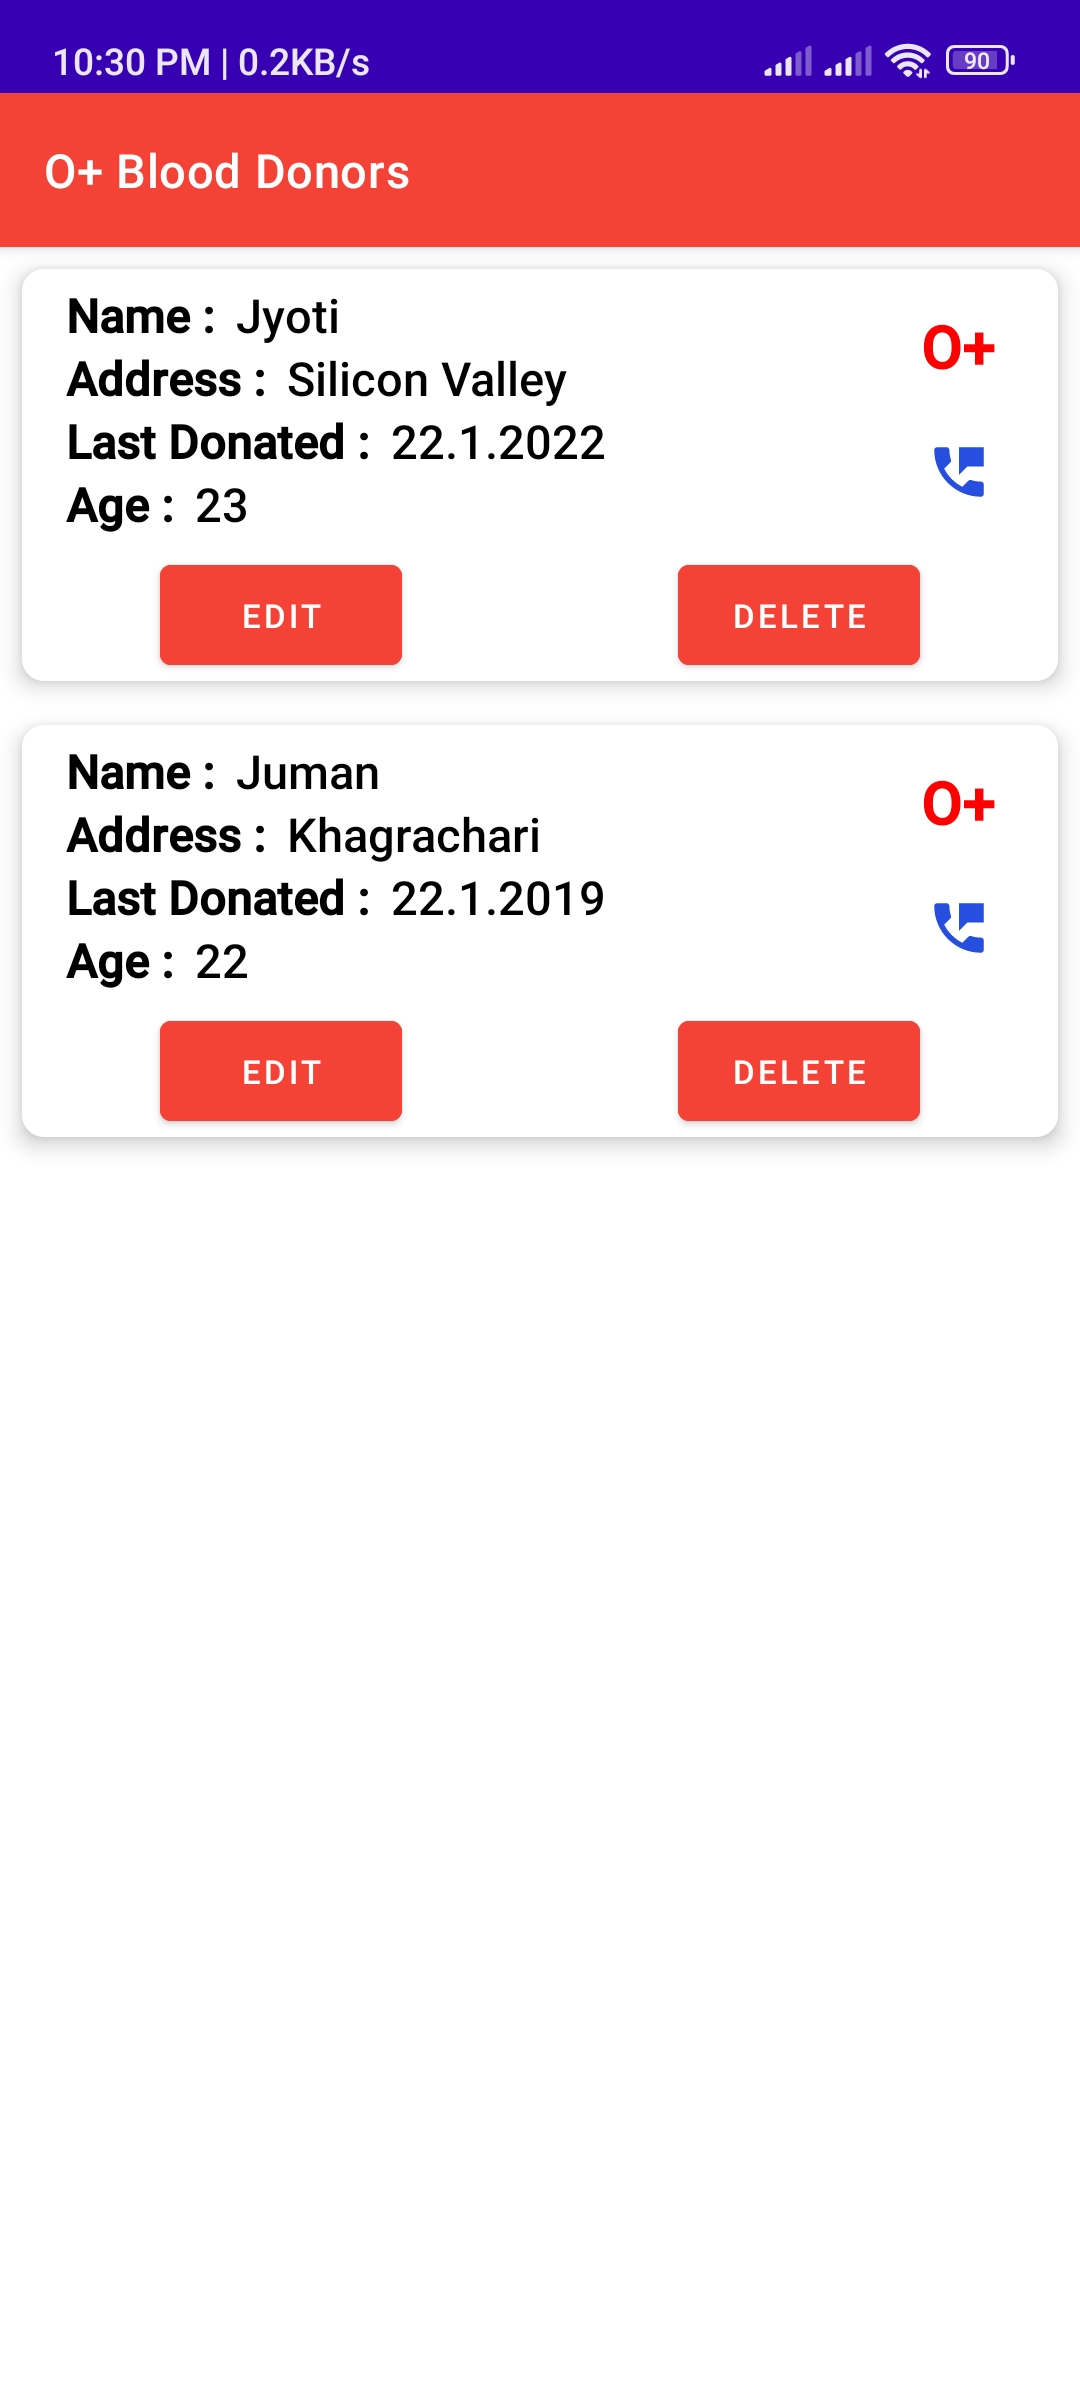 10:30 PM | 0.2KB/s 90
O+ Blood Donors
Name : Jyoti
O+
Address : Silicon Valley
Last Donated : 22.1.2022
Age : 23
EDIT DELETE
Name : Juman
O+
Address : Khagrachari
Last Donated : 22.1.2019
Age : 22
EDIT DELETE